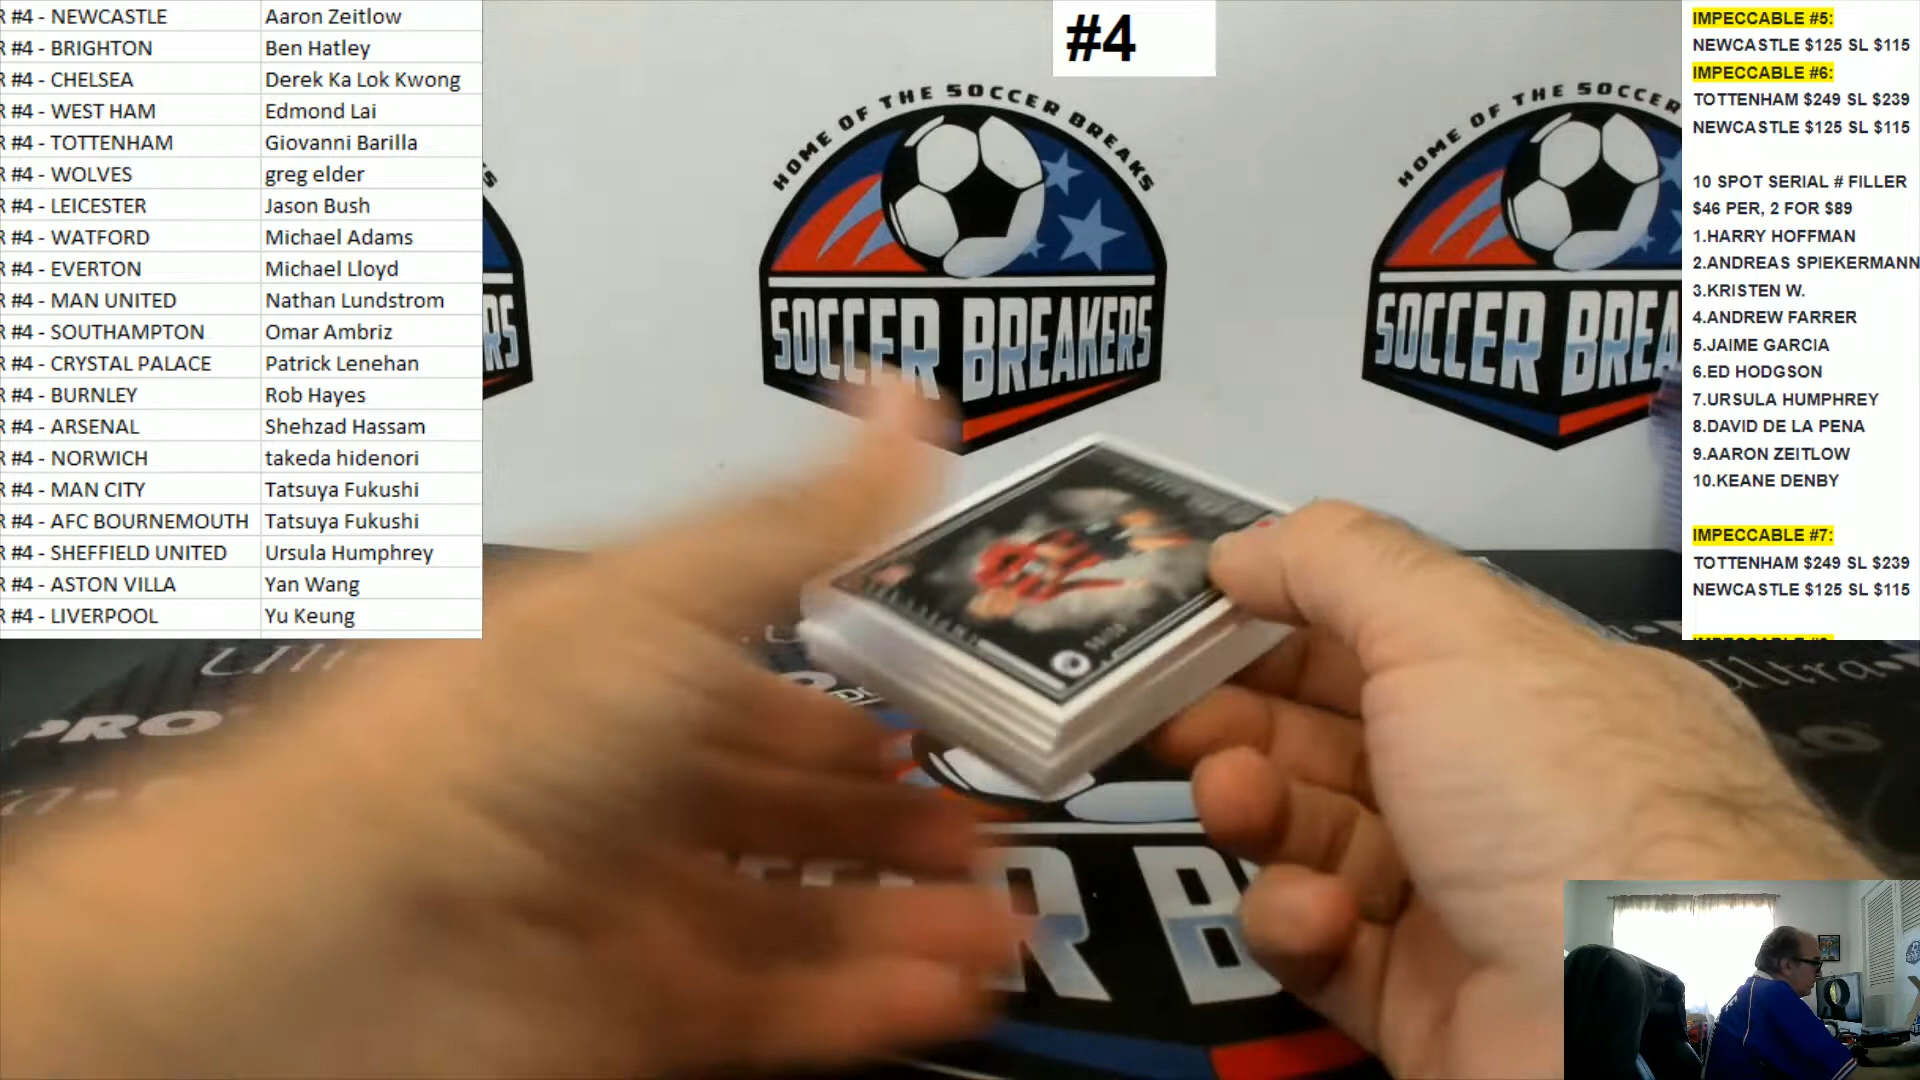 R #4 - NEWCASTLE Aaron Zeitlow
R #4 - BRIGHTON Ben Hatley
R #4 - CHELSEA Derek Ka Lok Kwong
R #4 - WEST HAM Edmond Lai
R #4 - TOTTENHAM Giovanni Barilla
R #4 - WOLVES greg elder
R #4 - LEICESTER Jason Bush
R #4 - WATFORD Michael Adams
R #4 - EVERTON Michael Lloyd
R #4 - MAN UNITED Nathan Lundstrom
R #4 - SOUTHAMPTON Omar Ambriz
R #4 - CRYSTAL PALACE Patrick Lenehan
R #4 - BURNLEY Rob Hayes
R #4 - ARSENAL Shehzad Hassam
R #4 - NORWICH takeda hidenori
R #4 - MAN CITY Tatsuya Fukushi
R #4 - AFC BOURNEMOUTH Tatsuya Fukushi
R #4 - SHEFFIELD UNITED Ursula Humphrey
R #4 - ASTON VILLA Yan Wang
R #4 - LIVERPOOL Yu Keung
#4
HOME OF THE SOCCER BREAKS
SOCCER BREAKERS
HOME OF THE SOCCER
SOCCER BREA
KS
RS
IMPECCABLE #5:
NEWCASTLE $125 SL $115
IMPECCABLE #6:
TOTTENHAM $249 SL $239
NEWCASTLE $125 SL $115
10 SPOT SERIAL # FILLER
$46 PER, 2 FOR $89
1.HARRY HOFFMAN
2.ANDREAS SPIEKERMANN
3.KRISTEN W.
4.ANDREW FARRER
5.JAIME GARCIA
6.ED HODGSON
7.URSULA HUMPHREY
8.DAVID DE LA PENA
9.AARON ZEITLOW
10.KEANE DENBY
IMPECCABLE #7:
TOTTENHAM $249 SL $239
NEWCASTLE $125 SL $115
Ultra
PRO
Ultra
PRO
R B